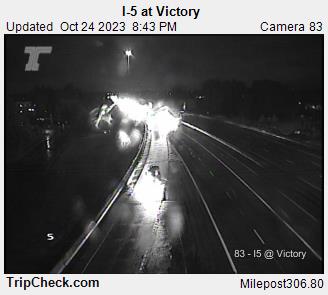 I-5 at Victory
Updated Oct 24 2023 8:43 PM Camera 83
T
S
83 - I5 @ Victory
TripCheck.com Milepost306.80